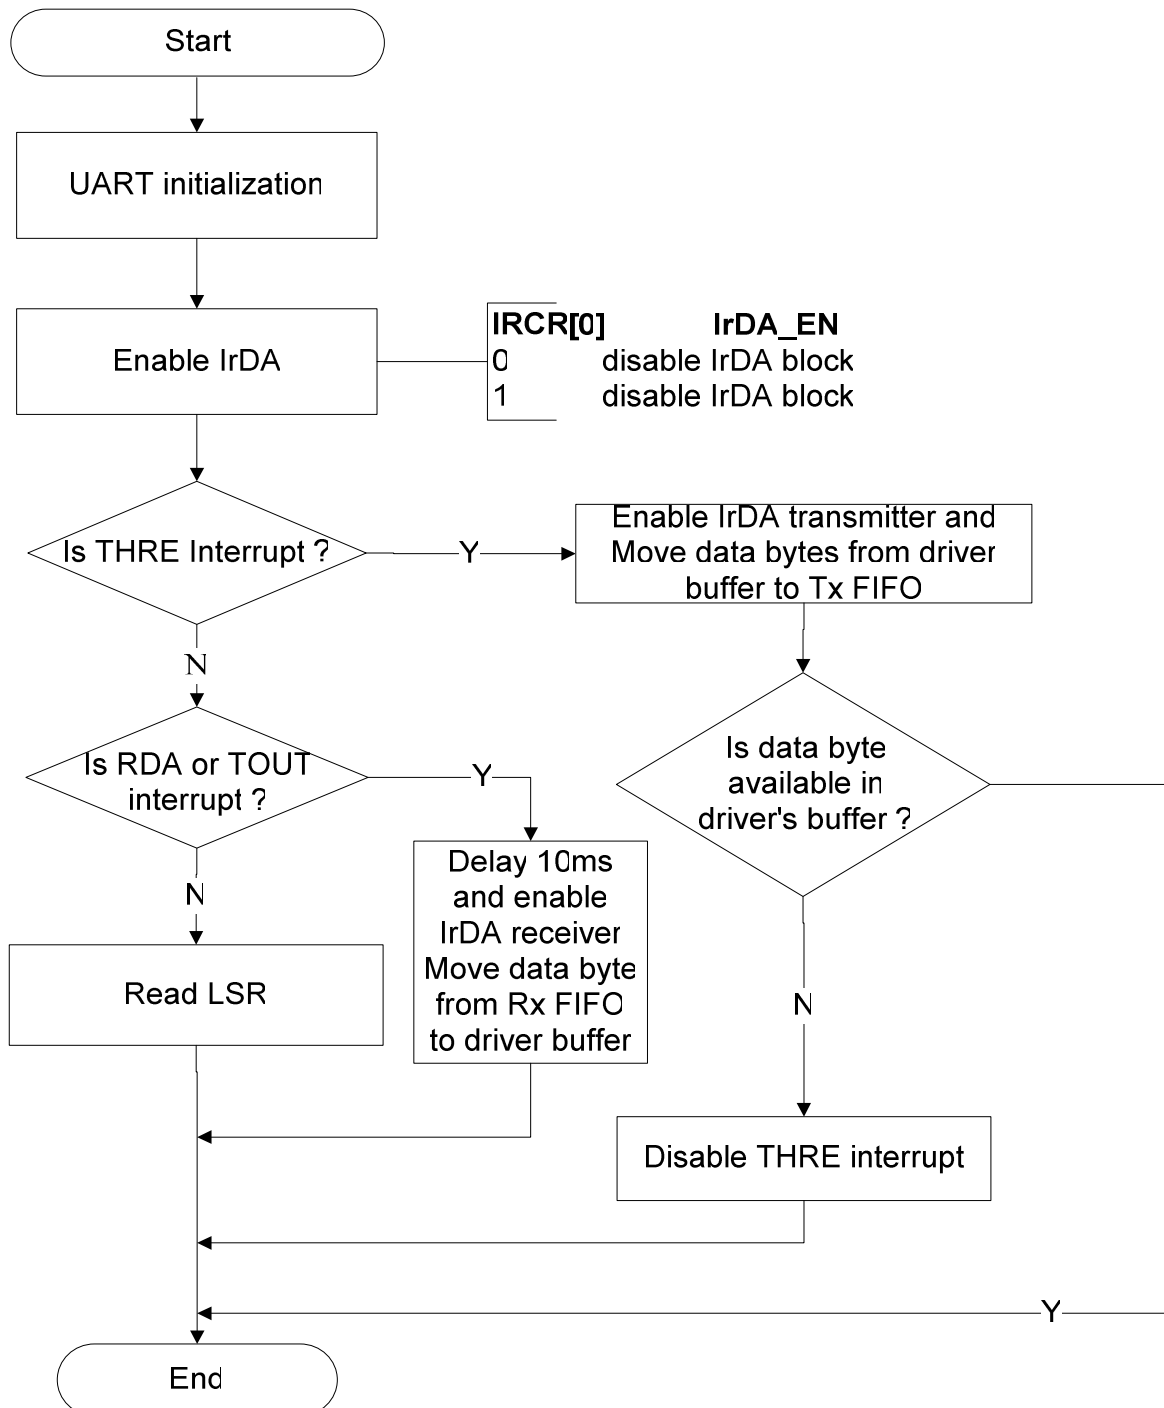 Start
UART initialization
Enable IrDA
IRCR[0] IrDA_EN
0 disable IrDA block
1 disable IrDA block
Is THRE Interrupt ?
Y
Enable IrDA transmitter and
Move data bytes from driver
buffer to Tx FIFO
N
Is RDA or TOUT
interrupt ?
Y
Is data byte
available in
driver's buffer ?
Delay 10ms
and enable
IrDA receiver
Move data byte
from Rx FIFO
to driver buffer
N
Read LSR
N
Disable THRE interrupt
Y
End